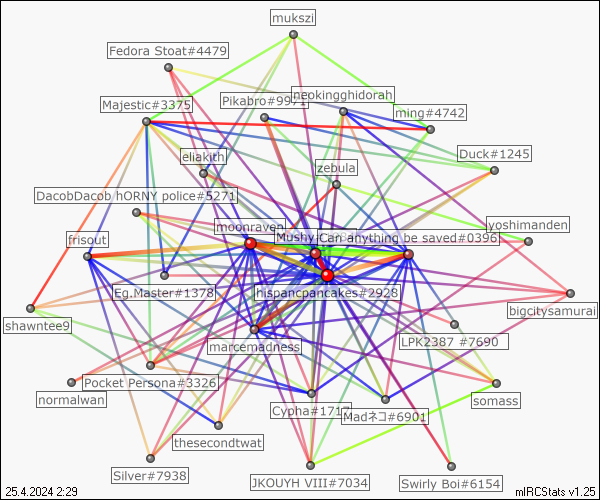 mukszi
Fedora Stoat#4479
neokingghidorah
Majestic#3375
Pikabro#9971
ming#4742
Duck#1245
eliakith
zebula
DacobDacob hORNY police#5271
moonraven
yoshimanden
frisout
Mushy
Can anything be saved#0396
Eg.Master#1378
hispancpancakes#2928
bigcitysamurai
shawntee9
marcemadness
LPK2387 #7690
Pocket Persona#3326
normalwan
Cypha#1717
Madネコ#6901
somass
thesecondtwat
Silver#7938
JKOUYH VIII#7034
Swirly Boi#6154
25.4.2024 2:29
mIRCStats v1.25